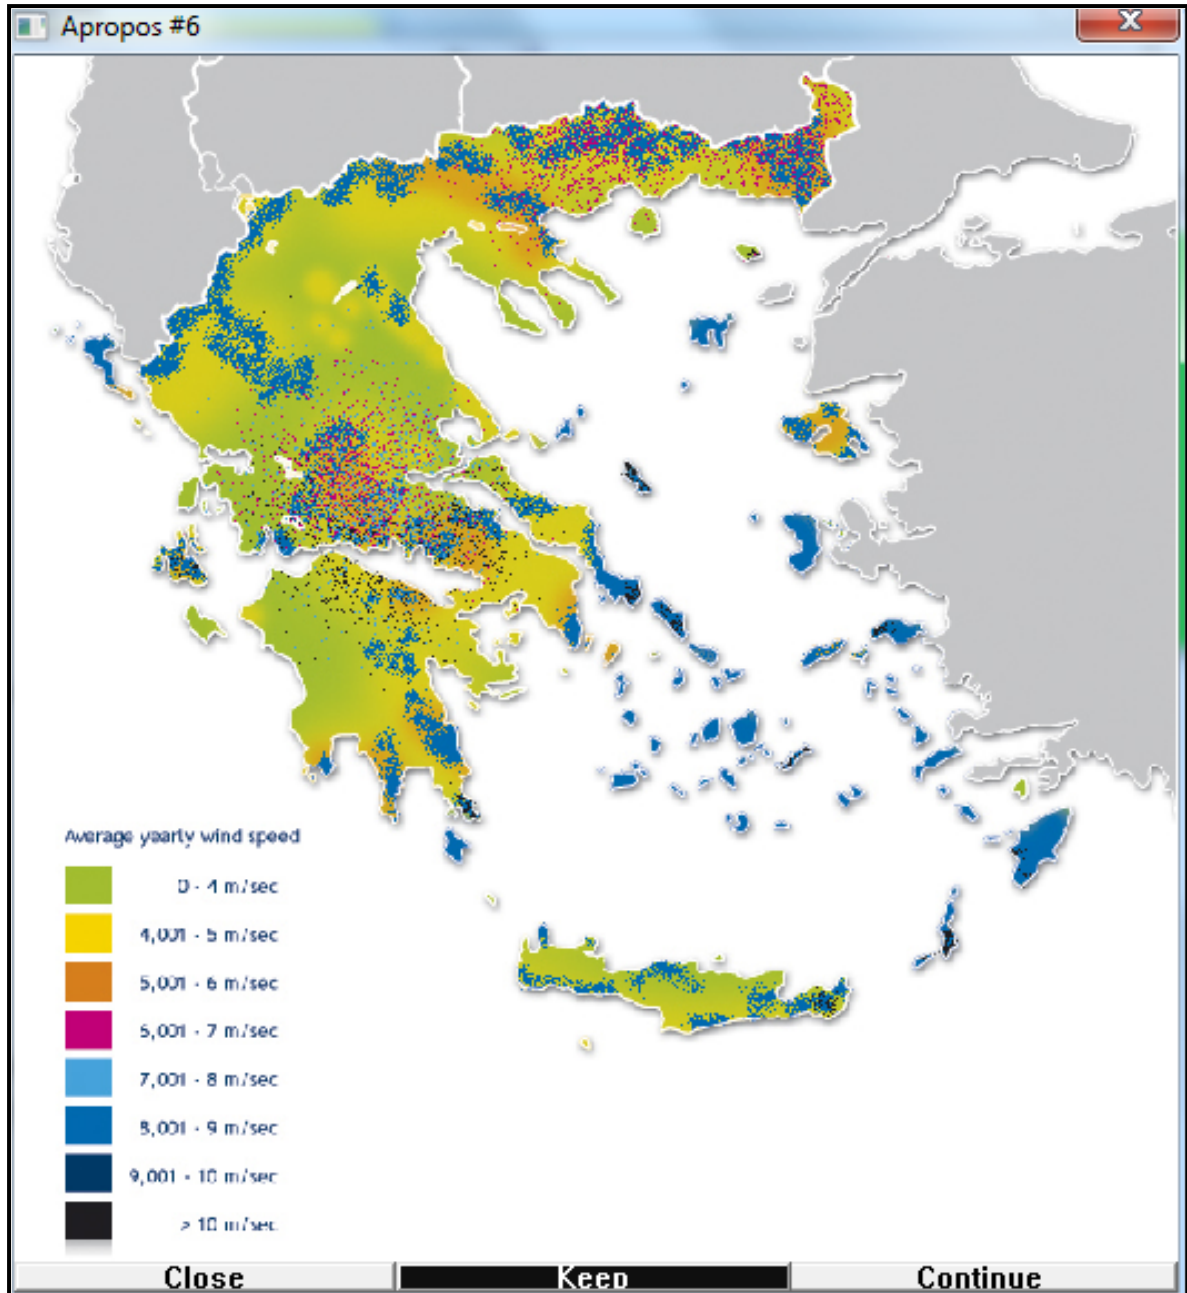 Apropos #6
X
Average yearly wind speed
0 - 4 m/sec
4,001 - 5 m/sec
5,001 - 6 m/sec
6,001 - 7 m/sec
7,001 - 8 m/sec
8,001 - 9 m/sec
9,001 - 10 m/sec
> 10 m/sec
Close Keep Continue